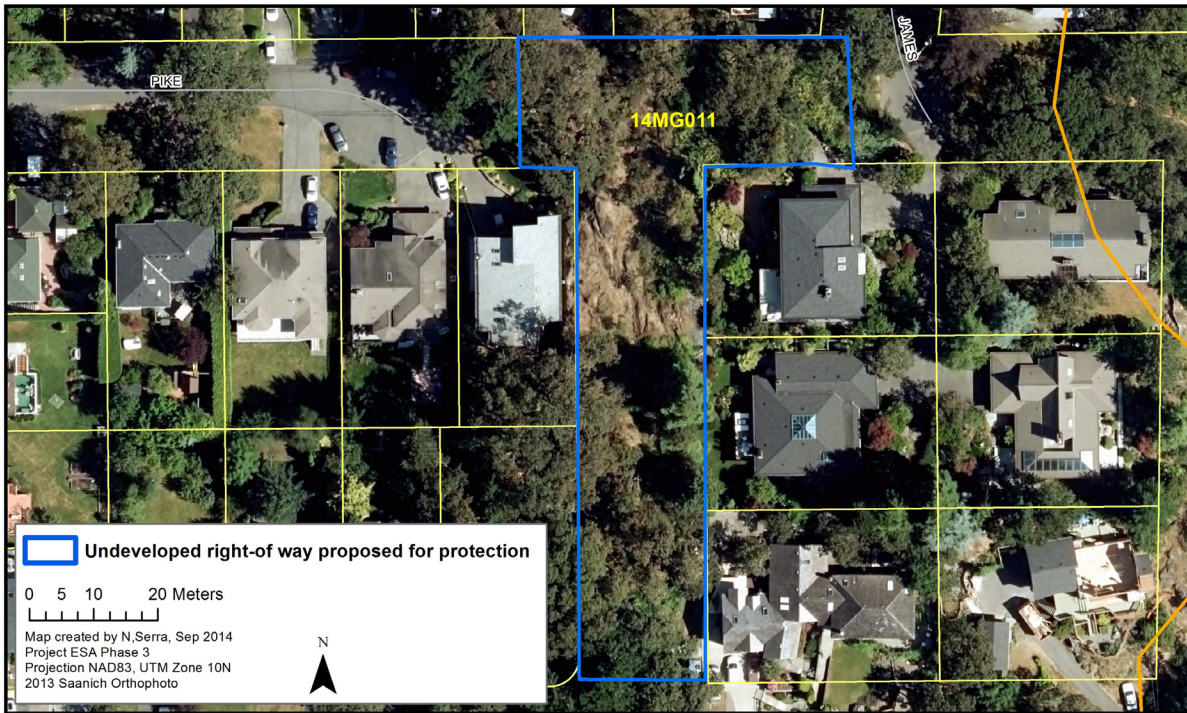 PIKE
JAMES
14MG011
Undeveloped right-of way proposed for protection
0 5 10 20 Meters
Map created by N,Serra, Sep 2014
Project ESA Phase 3
Projection NAD83, UTM Zone 10N
2013 Saanich Orthophoto
N